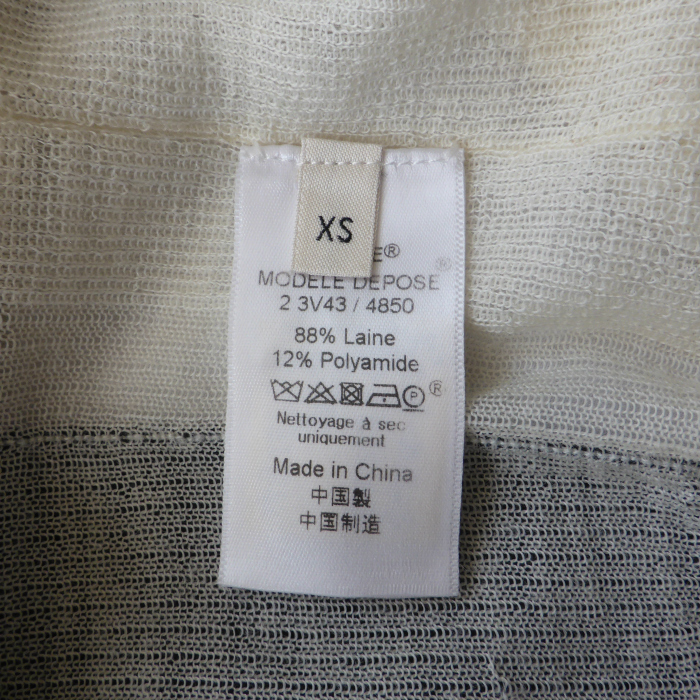 XS
E®
MODELE DEPOSE ®
2 3V43 / 4850
88% Laine
12% Polyamide
P ®
Nettoyage à sec
uniquement
Made in China
中国製
中国制造